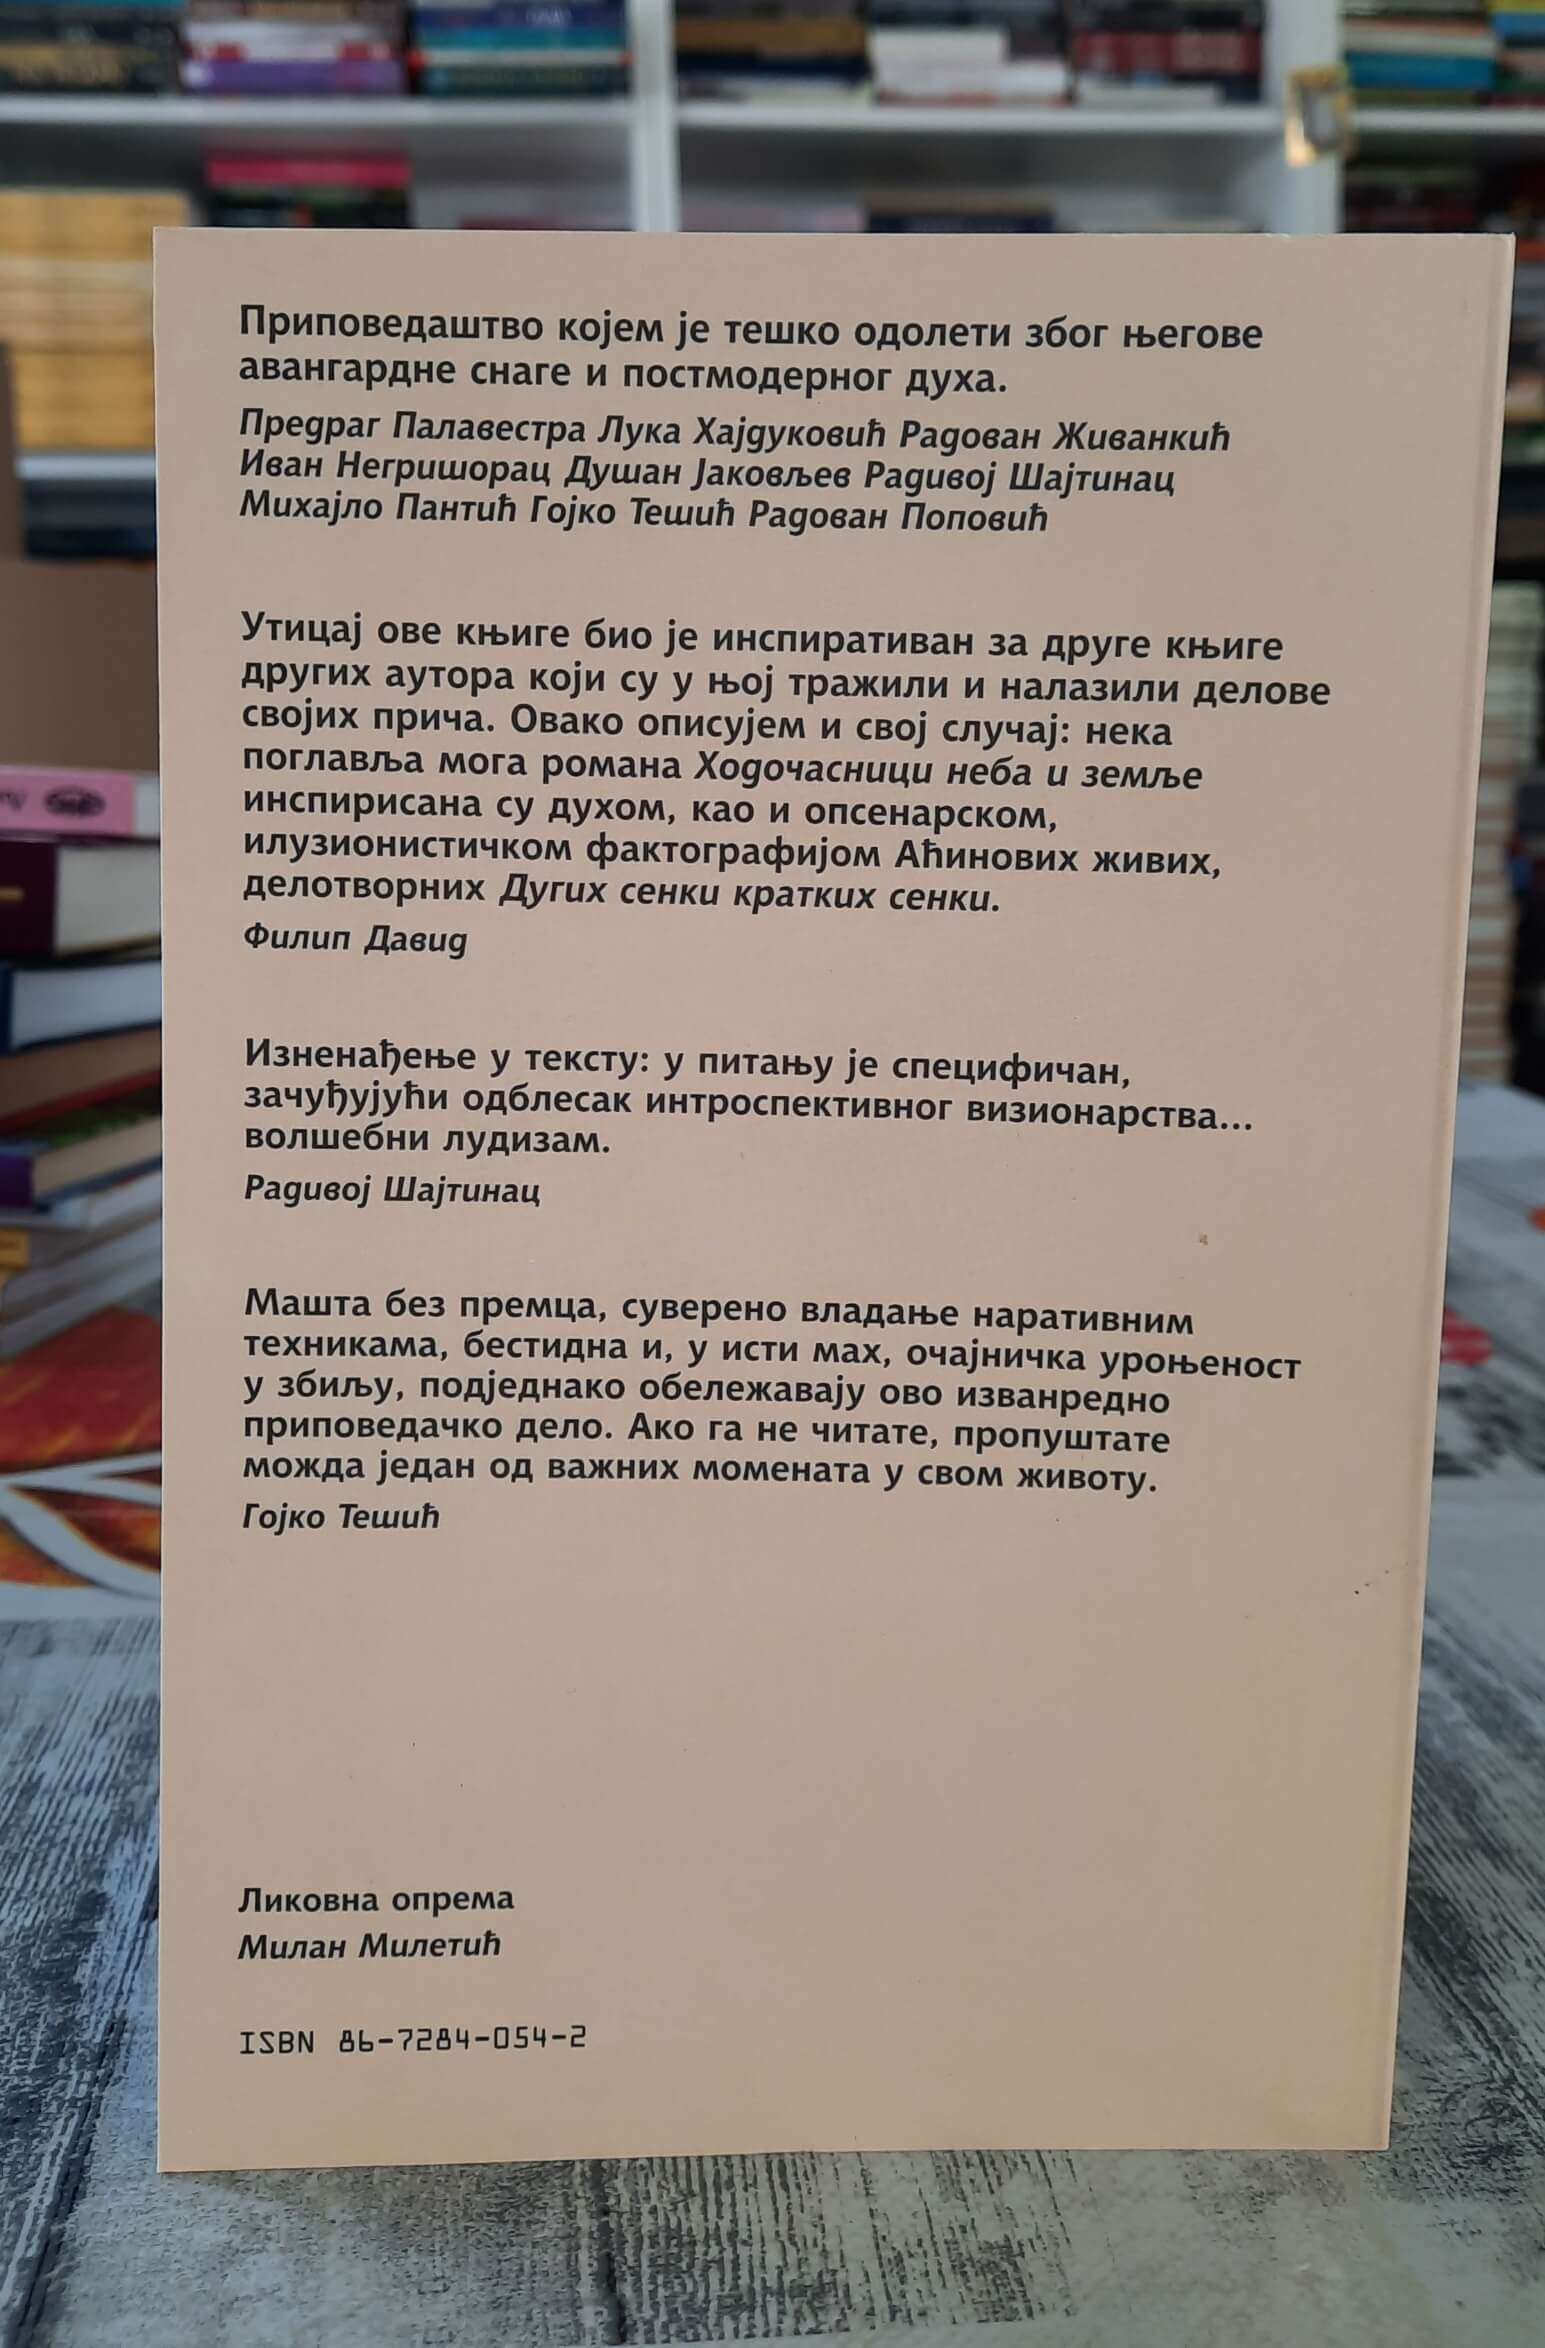 Приповедаштво којем је тешко одолети због његове
авангардне снаге и постмодерног духа.
Предраг Палавестра Лука Хајдуковић Радован Живанкић
Иван Негришорац Душан Јаковљев Радивој Шајтинац
Михајло Пантић Гојко Тешић Радован Поповић
Утицај ове књиге био је инспиративан за друге књиге
других аутора који су у њој тражили и налазили делове
својих прича. Овако описујем и свој случај: нека
поглавља мога романа Ходочасници неба и земље
инспирисана су духом, као и опсенарском,
илузионистичком фактографијом Аћинових живих,
делотворних Дугих сенки кратких сенки.
Филип Давид
Изненађење у тексту: у питању је специфичан,
зачуђујући одблесак интроспективног визионарства...
волшебни лудизам.
Радивој Шајтинац
Машта без премца, суверено владање наративним
техникама, бестидна и, у исти мах, очајничка уроњеност
у збиљу, подједнако обележавају ово изванредно
приповедачко дело. Ако га не читате, пропуштате
можда један од важних момената у свом животу.
Гојко Тешић
Ликовна опрема
Милан Милетић
ISBN 86-7284-054-2